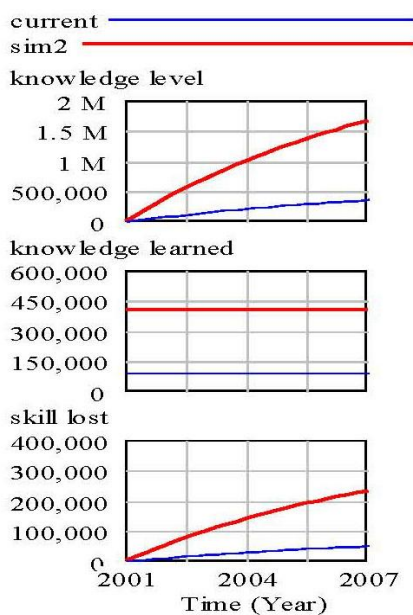 current
sim2
knowledge level
2 M
1.5 M
1 M
500,000
0
knowledge learned
600,000
450,000
300,000
150,000
0
skill lost
400,000
300,000
200,000
100,000
0
2001 2004 2007
Time (Year)